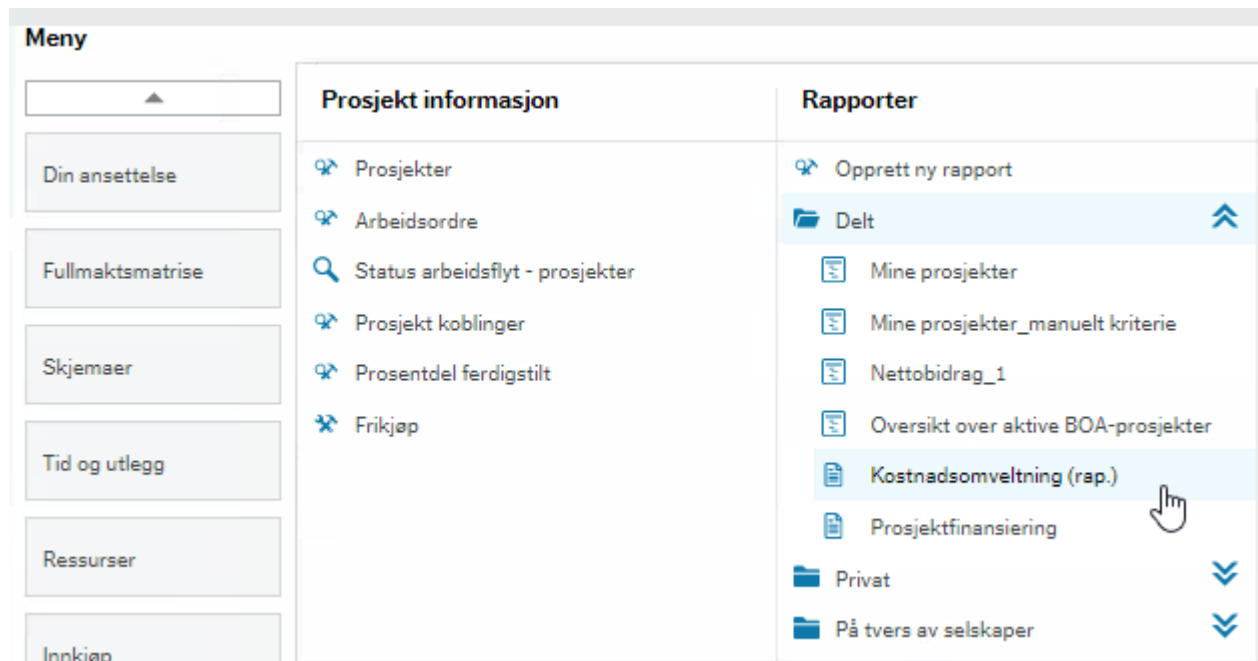 Meny
Din ansettelse
Fullmaktsmatrise
Skjemaer
Tid og utlegg
Ressurser
Innkjøp
Prosjekt informasjon
Prosjekter
Arbeidsordre
Status arbeidsflyt - prosjekter
Prosjekt koblinger
Prosentdel ferdigstilt
Frikjøp
Rapporter
Opprett ny rapport
Delt
Mine prosjekter
Mine prosjekter_manuelt kriterie
Nettobidrag_1
Oversikt over aktive BOA-prosjekter
Kostnadsomveltning (rap.)
Prosjektfinansiering
Privat
På tvers av selskaper